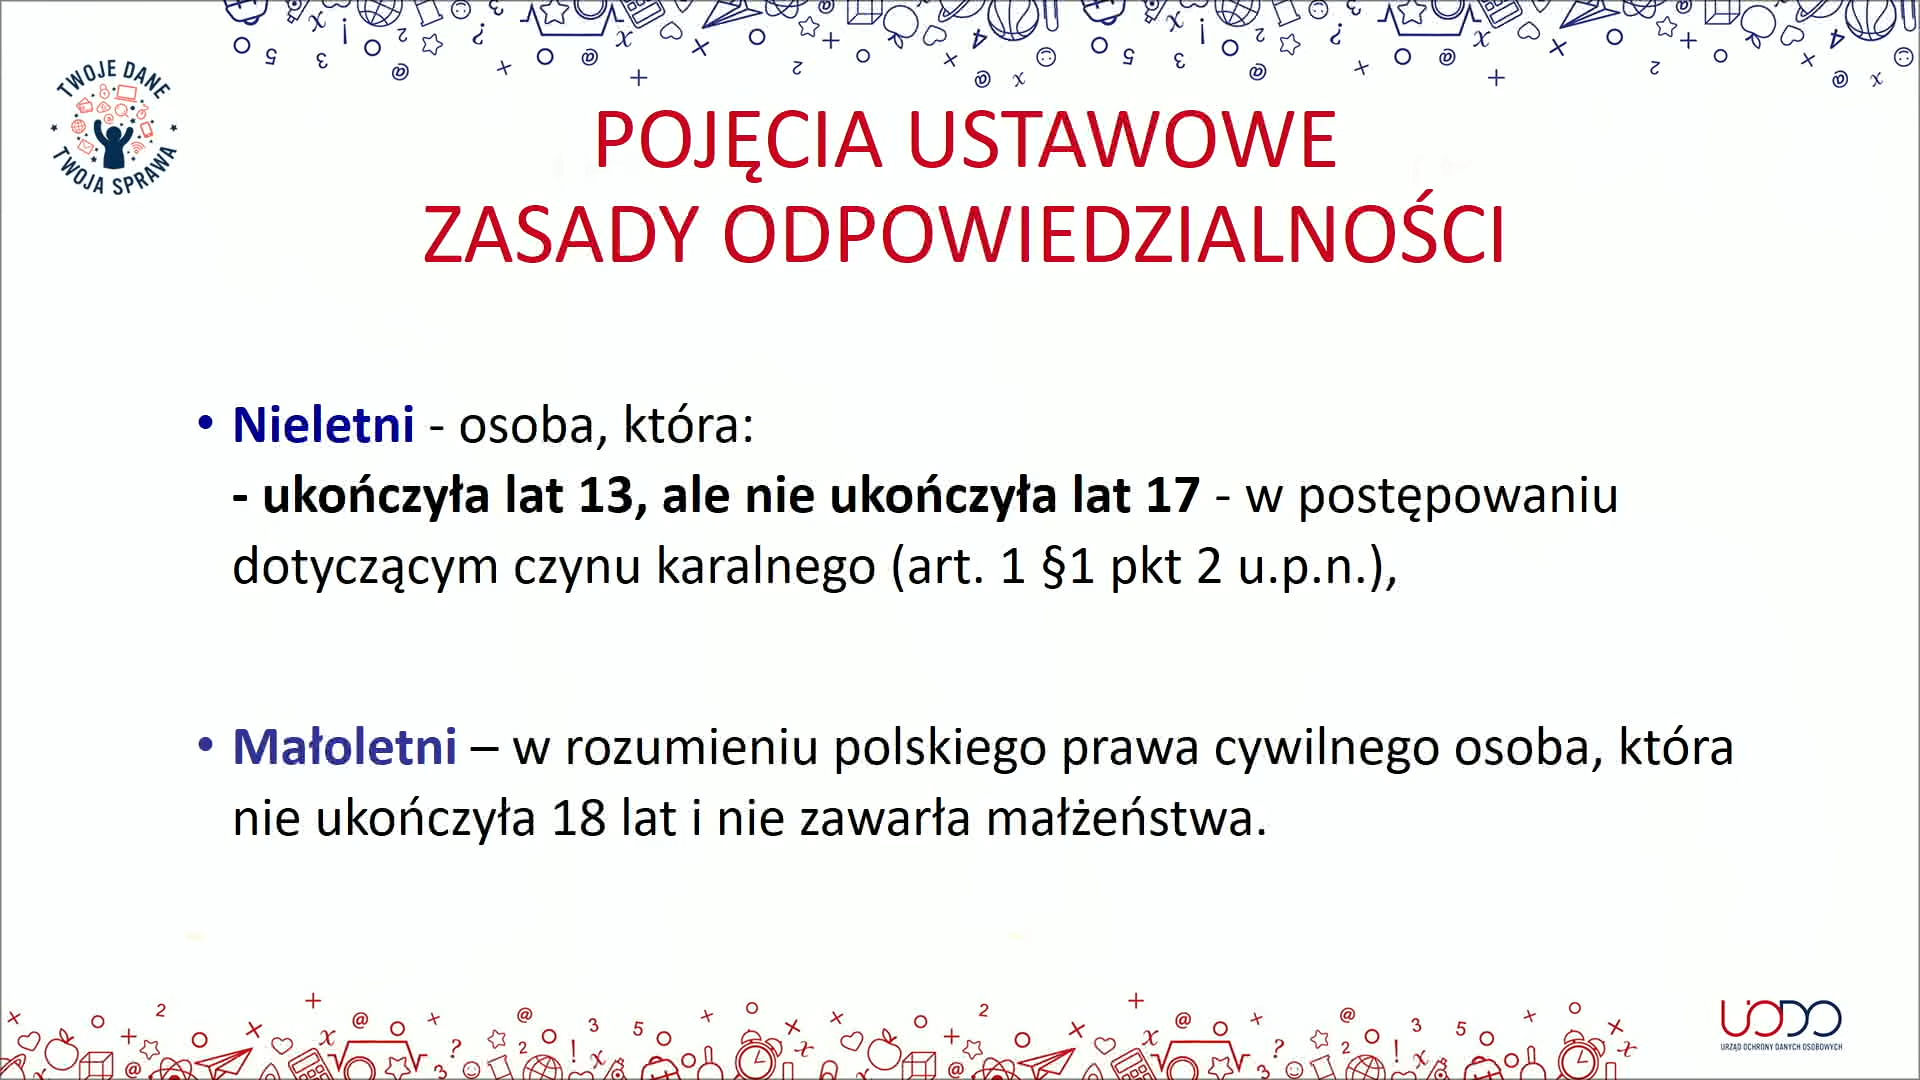 TWOJE DANE
TWOJA SPRAWA
POJĘCIA USTAWOWE
ZASADY ODPOWIEDZIALNOŚCI
• Nieletni - osoba, która:
- ukończyła lat 13, ale nie ukończyła lat 17 - w postępowaniu
dotyczącym czynu karalnego (art. 1 §1 pkt 2 u.p.n.),
• Małoletni – w rozumieniu polskiego prawa cywilnego osoba, która
nie ukończyła 18 lat i nie zawarła małżeństwa.
UODO
URZĄD OCHRONY DANYCH OSOBOWYCH